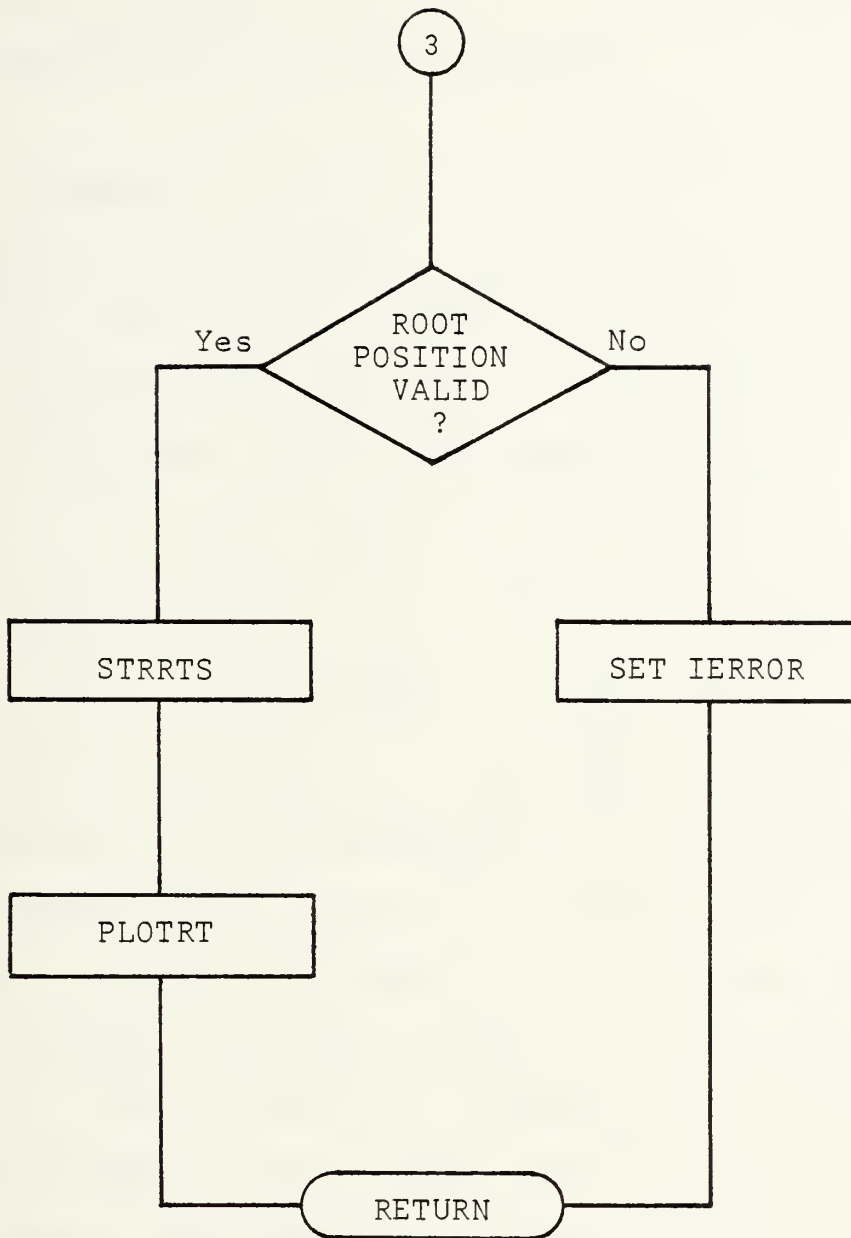 3
Yes
ROOT
POSITION
VALID
?
No
STRRTS
SET IERROR
PLOTRT
RETURN